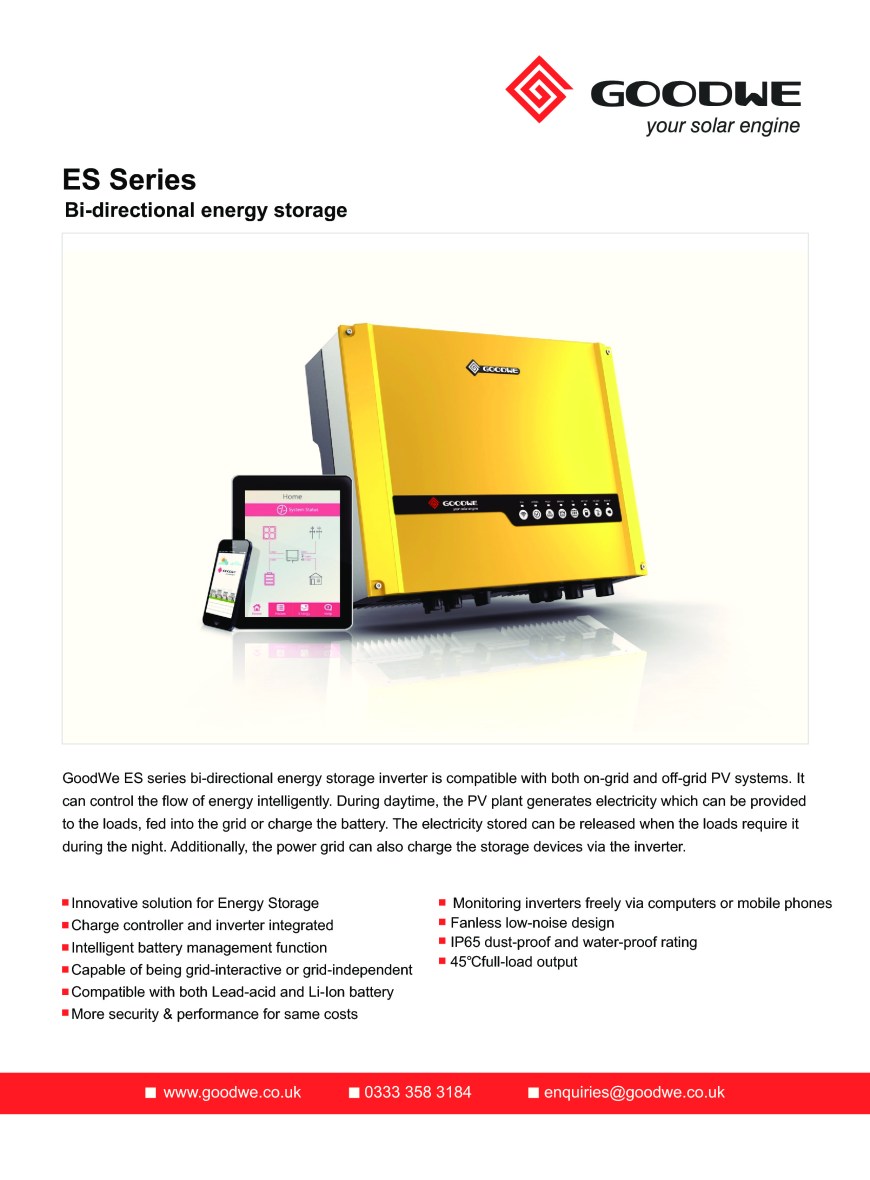 GOODWE
your solar engine
ES Series
Bi-directional energy storage
GOODWE
GOODWE
your solar engine
Home
System Status
GoodWe ES series bi-directional energy storage inverter is compatible with both on-grid and off-grid PV systems. It
can control the flow of energy intelligently. During daytime, the PV plant generates electricity which can be provided
to the loads, fed into the grid or charge the battery. The electricity stored can be released when the loads require it
during the night. Additionally, the power grid can also charge the storage devices via the inverter.
Innovative solution for Energy Storage
Charge controller and inverter integrated
Intelligent battery management function
Capable of being grid-interactive or grid-independent
Compatible with both Lead-acid and Li-Ion battery
More security & performance for same costs
Monitoring inverters freely via computers or mobile phones
Fanless low-noise design
IP65 dust-proof and water-proof rating
45℃full-load output
www.goodwe.co.uk 0333 358 3184 enquiries@goodwe.co.uk